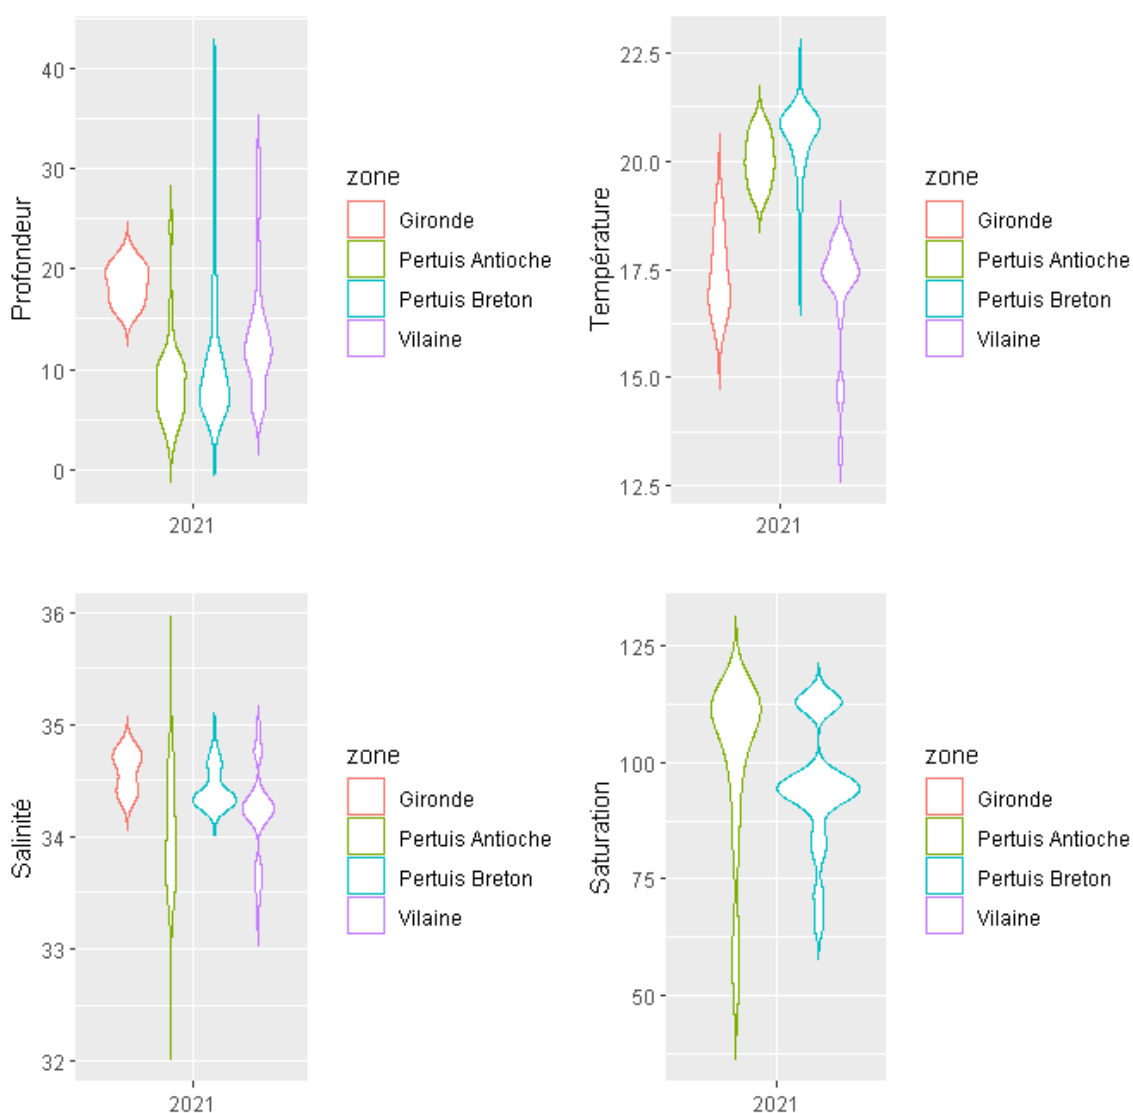 Profondeur
40
30
20
10
0
2021
zone
Gironde
Pertuis Antioche
Pertuis Breton
Vilaine
Température
22.5
20.0
17.5
15.0
12.5
2021
zone
Gironde
Pertuis Antioche
Pertuis Breton
Vilaine
Salinité
36
35
34
33
32
2021
zone
Gironde
Pertuis Antioche
Pertuis Breton
Vilaine
Saturation
125
100
75
50
2021
zone
Gironde
Pertuis Antioche
Pertuis Breton
Vilaine